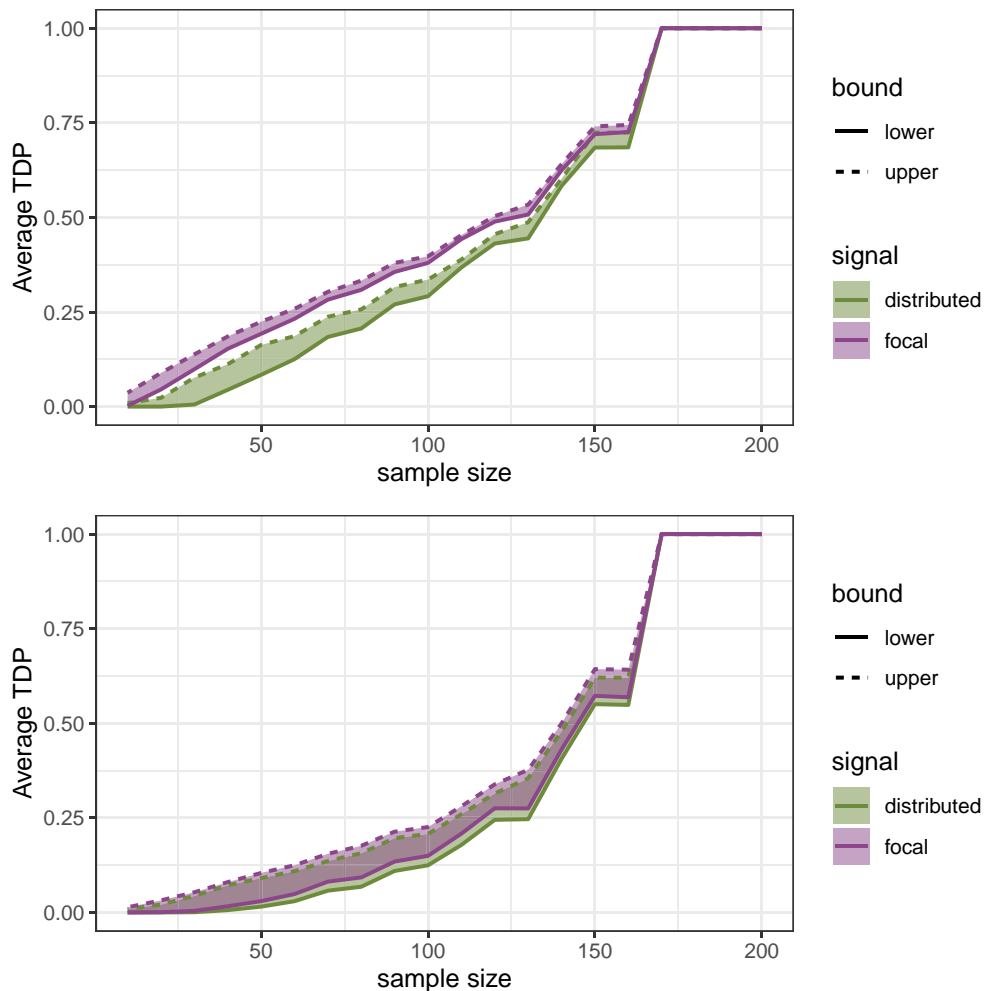 1.00
0.75
0.50
0.25
0.00
Average TDP
50
100
150
200
sample size
bound
lower
upper
signal
distributed
focal
1.00
0.75
0.50
0.25
0.00
Average TDP
50
100
150
200
sample size
bound
lower
upper
signal
distributed
focal